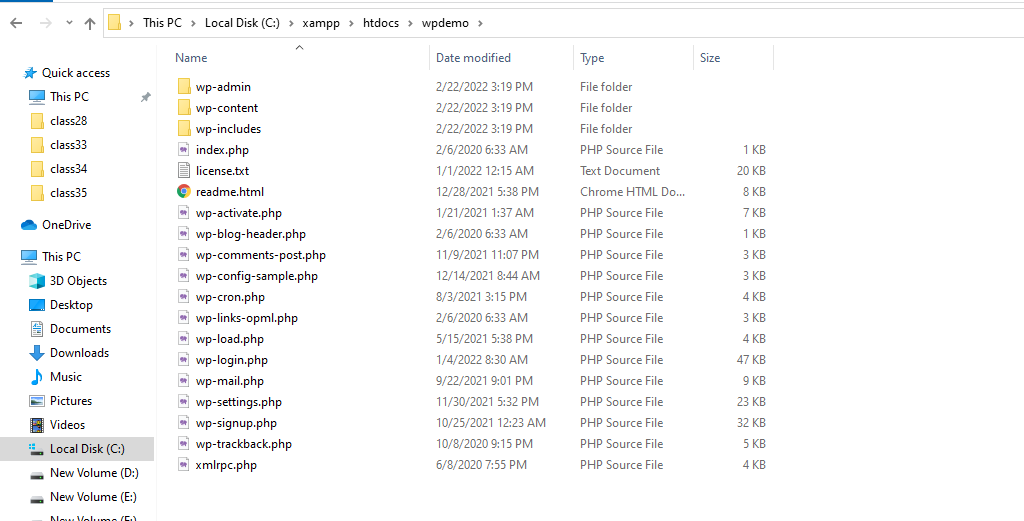 This PC > Local Disk (C:) > xampp > htdocs > wpdemo >
Name Date modified Type Size
Quick access
This PC
class28
class33
class34
class35
OneDrive
This PC
3D Objects
Desktop
Documents
Downloads
Music
Pictures
Videos
Local Disk (C:)
New Volume (D:)
New Volume (E:)
New Volume (F:)
wp-admin 2/22/2022 3:19 PM File folder
wp-content 2/22/2022 3:19 PM File folder
wp-includes 2/22/2022 3:19 PM File folder
index.php 2/6/2020 6:33 AM PHP Source File 1 KB
license.txt 1/1/2022 12:15 AM Text Document 20 KB
readme.html 12/28/2021 5:38 PM Chrome HTML Do... 8 KB
wp-activate.php 1/21/2021 1:37 AM PHP Source File 7 KB
wp-blog-header.php 2/6/2020 6:33 AM PHP Source File 1 KB
wp-comments-post.php 11/9/2021 11:07 PM PHP Source File 3 KB
wp-config-sample.php 12/14/2021 8:44 AM PHP Source File 3 KB
wp-cron.php 8/3/2021 3:15 PM PHP Source File 4 KB
wp-links-opml.php 2/6/2020 6:33 AM PHP Source File 3 KB
wp-load.php 5/15/2021 5:38 PM PHP Source File 4 KB
wp-login.php 1/4/2022 8:30 AM PHP Source File 47 KB
wp-mail.php 9/22/2021 9:01 PM PHP Source File 9 KB
wp-settings.php 11/30/2021 5:32 PM PHP Source File 23 KB
wp-signup.php 10/25/2021 12:23 AM PHP Source File 32 KB
wp-trackback.php 10/8/2020 9:15 PM PHP Source File 5 KB
xmlrpc.php 6/8/2020 7:55 PM PHP Source File 4 KB